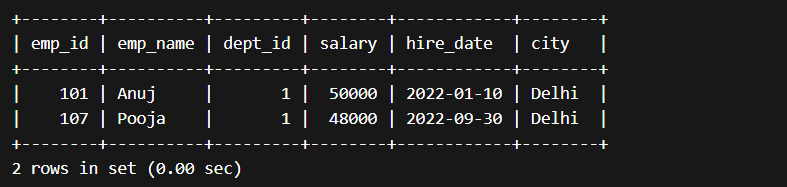 +--------+----------+---------+--------+------------+-------+
| emp_id | emp_name | dept_id | salary | hire_date  | city  |
+--------+----------+---------+--------+------------+-------+
|    101 | Anuj     |       1 |  50000 | 2022-01-10 | Delhi |
|    107 | Pooja    |       1 |  48000 | 2022-09-30 | Delhi |
+--------+----------+---------+--------+------------+-------+
2 rows in set (0.00 sec)